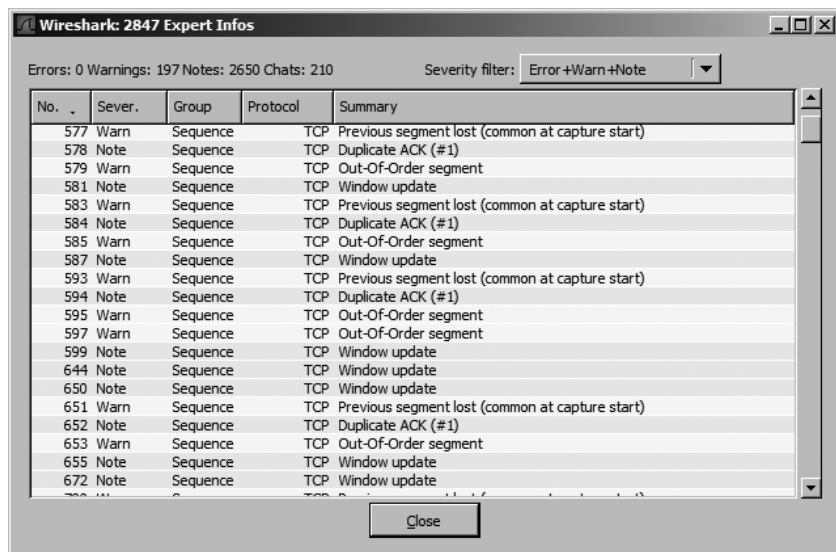 Wireshark: 2847 Expert Infos
Errors: 0 Warnings: 197 Notes: 2650 Chats: 210 Severity filter: Error+Warn+Note
No. Sever. Group Protocol Summary
577 Warn Sequence TCP Previous segment lost (common at capture start)
578 Note Sequence TCP Duplicate ACK (#1)
579 Warn Sequence TCP Out-Of-Order segment
581 Note Sequence TCP Window update
583 Warn Sequence TCP Previous segment lost (common at capture start)
584 Note Sequence TCP Duplicate ACK (#1)
585 Warn Sequence TCP Out-Of-Order segment
587 Note Sequence TCP Window update
593 Warn Sequence TCP Previous segment lost (common at capture start)
594 Note Sequence TCP Duplicate ACK (#1)
595 Warn Sequence TCP Out-Of-Order segment
597 Warn Sequence TCP Out-Of-Order segment
599 Note Sequence TCP Window update
644 Note Sequence TCP Window update
650 Note Sequence TCP Window update
651 Warn Sequence TCP Previous segment lost (common at capture start)
652 Note Sequence TCP Duplicate ACK (#1)
653 Warn Sequence TCP Out-Of-Order segment
655 Note Sequence TCP Window update
672 Note Sequence TCP Window update
Close